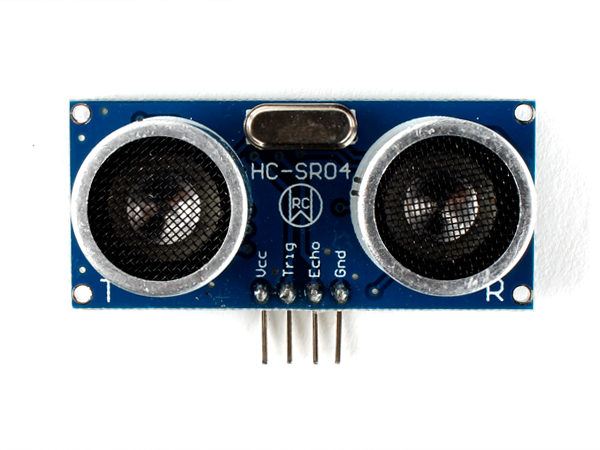 HC-SR04
RC
Vcc
Trig
Echo
Gnd
T
R